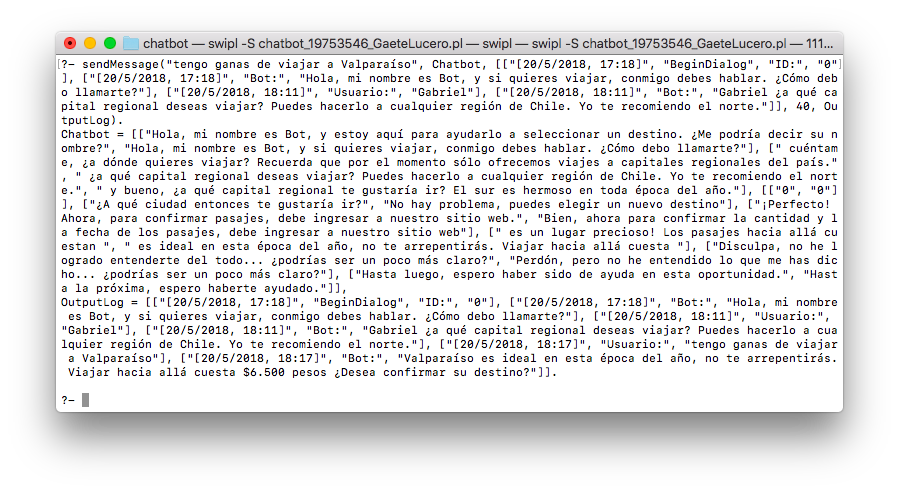 chatbot — swipl -S chatbot_19753546_GaeteLucero.pl — swipl — swipl -S chatbot_19753546_GaeteLucero.pl — 111...
[?- sendMessage("tengo ganas de viajar a Valparaíso", Chatbot, [["[20/5/2018, 17:18]", "BeginDialog", "ID:", "0"]
], ["[20/5/2018, 17:18]", "Bot:", "Hola, mi nombre es Bot, y si quieres viajar, conmigo debes hablar. ¿Cómo deb
o llamarte?"], ["[20/5/2018, 18:11]", "Usuario:", "Gabriel"], ["[20/5/2018, 18:11]", "Bot:", "Gabriel ¿a qué ca
pital regional deseas viajar? Puedes hacerlo a cualquier región de Chile. Yo te recomiendo el norte."]], 40, Ou
tputLog).
Chatbot = [["Hola, mi nombre es Bot, y estoy aquí para ayudarlo a seleccionar un destino. ¿Me podría decir su n
ombre?", "Hola, mi nombre es Bot, y si quieres viajar, conmigo debes hablar. ¿Cómo debo llamarte?"], [" cuéntam
e, ¿a dónde quieres viajar? Recuerda que por el momento sólo ofrecemos viajes a capitales regionales del país."
, " ¿a qué capital regional deseas viajar? Puedes hacerlo a cualquier región de Chile. Yo te recomiendo el nort
e.", " y bueno, ¿a qué capital regional te gustaría ir? El sur es hermoso en toda época del año."], [["0", "0"]
], ["¿A qué ciudad entonces te gustaría ir?", "No hay problema, puedes elegir un nuevo destino"], ["¡Perfecto!
Ahora, para confirmar pasajes, debe ingresar a nuestro sitio web.", "Bien, ahora para confirmar la cantidad y l
a fecha de los pasajes, debe ingresar a nuestro sitio web"], [" es un lugar precioso! Los pasajes hacia allá cu
estan ", " es ideal en esta época del año, no te arrepentirás. Viajar hacia allá cuesta "], ["Disculpa, no he l
ogrado entenderte del todo... ¿podrías ser un poco más claro?", "Perdón, pero no he entendido lo que me has dic
ho... ¿podrías ser un poco más claro?"], ["Hasta luego, espero haber sido de ayuda en esta oportunidad.", "Hast
a la próxima, espero haberte ayudado."]],
OutputLog = [["[20/5/2018, 17:18]", "BeginDialog", "ID:", "0"], ["[20/5/2018, 17:18]", "Bot:", "Hola, mi nombre
es Bot, y si quieres viajar, conmigo debes hablar. ¿Cómo debo llamarte?"], ["[20/5/2018, 18:11]", "Usuario:",
"Gabriel"], ["[20/5/2018, 18:11]", "Bot:", "Gabriel ¿a qué capital regional deseas viajar? Puedes hacerlo a cua
lquier región de Chile. Yo te recomiendo el norte."], ["[20/5/2018, 18:17]", "Usuario:", "tengo ganas de viajar
a Valparaíso"], ["[20/5/2018, 18:17]", "Bot:", "Valparaíso es ideal en esta época del año, no te arrepentirás.
Viajar hacia allá cuesta $6.500 pesos ¿Desea confirmar su destino?"]].
?-